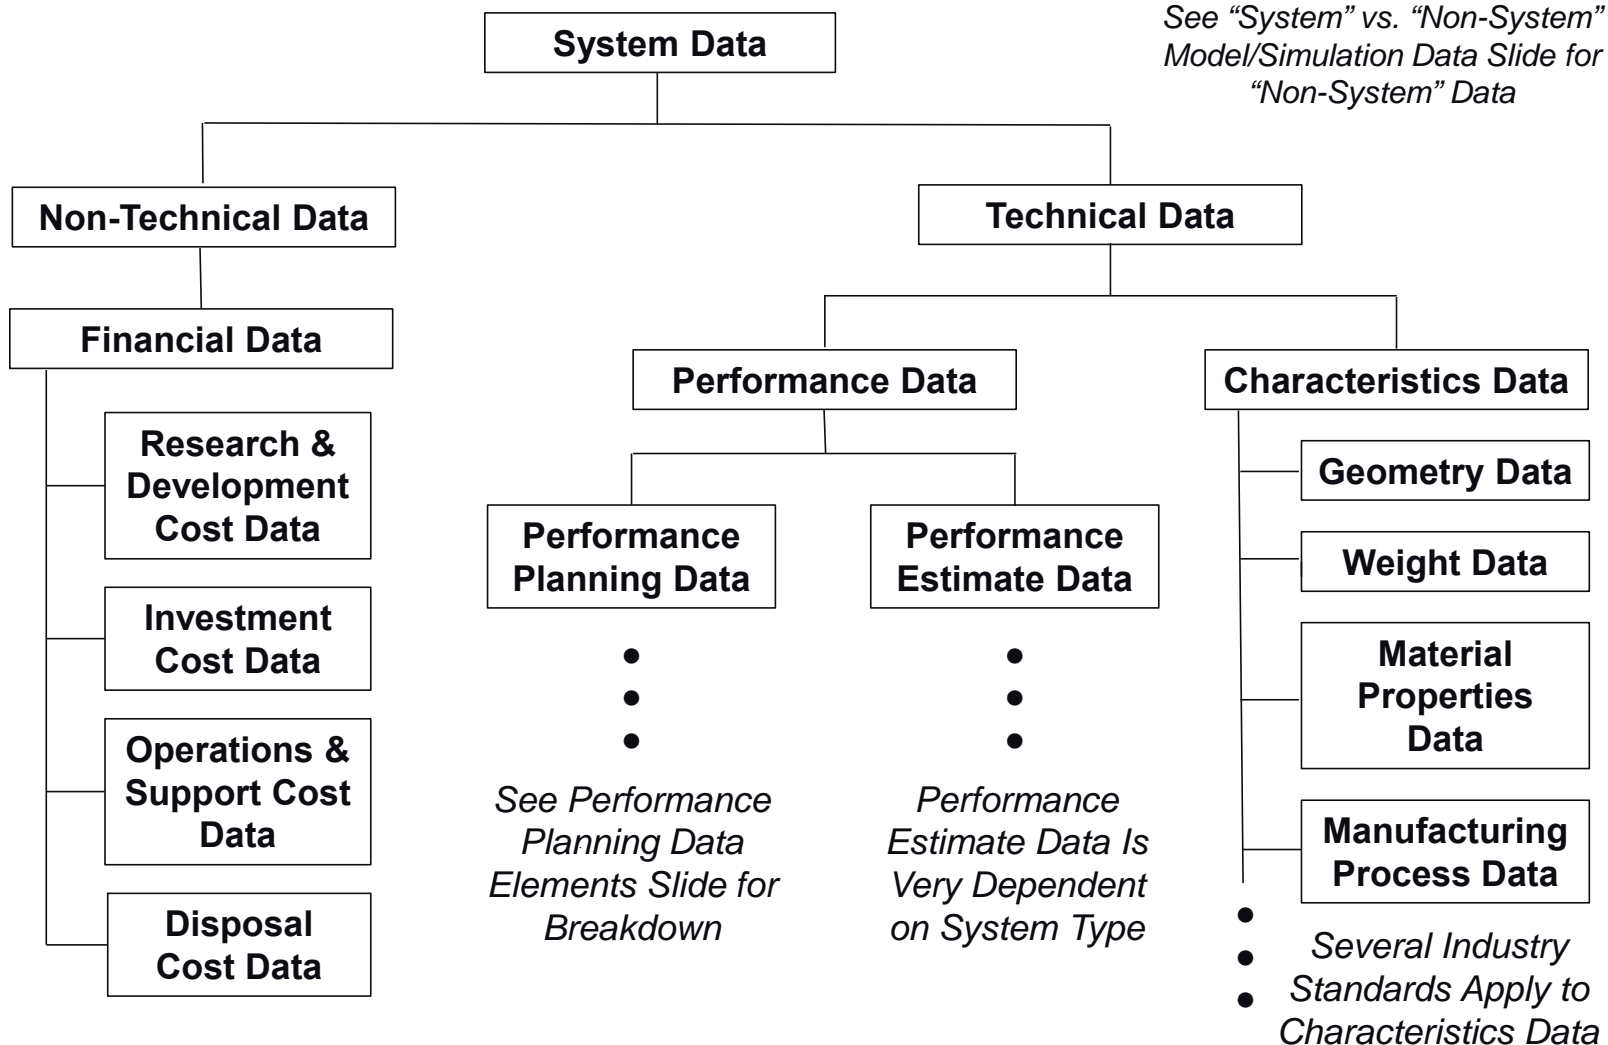 System Data
See “System” vs. “Non-System”
Model/Simulation Data Slide for
“Non-System” Data
Non-Technical Data
Technical Data
Financial Data
Performance Data
Characteristics Data
Research &
Development
Cost Data
Investment
Cost Data
Operations &
Support Cost
Data
Disposal
Cost Data
Performance
Planning Data
See Performance
Planning Data
Elements Slide for
Breakdown
Performance
Estimate Data
Performance
Estimate Data Is
Very Dependent
on System Type
Geometry Data
Weight Data
Material
Properties
Data
Manufacturing
Process Data
Several Industry
Standards Apply to
Characteristics Data